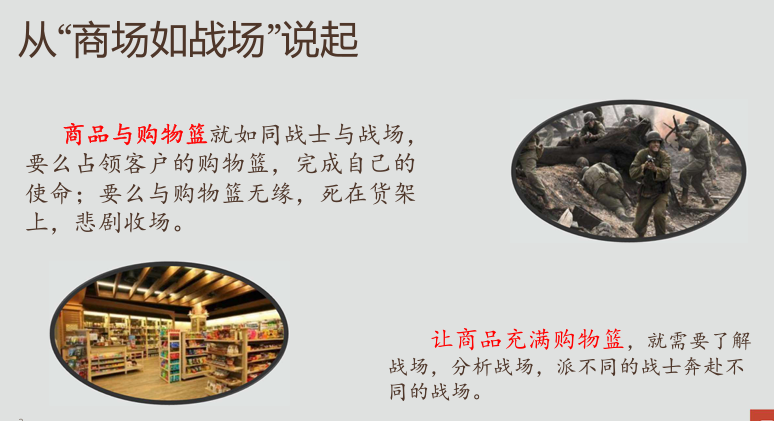 从“商场如战场”说起
商品与购物篮就如同战士与战场，
要么占领客户的购物篮，完成自己的
使命；要么与购物篮无缘，死在货架
上，悲剧收场。
让商品充满购物篮，就需要了解
战场，分析战场，派不同的战士奔赴不
同的战场。